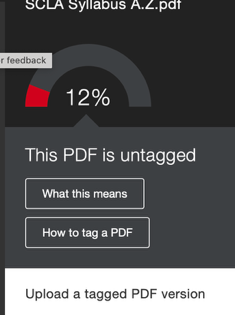 SCLA Syllabus A.Z.pdf
r feedback
12%
This PDF is untagged
What this means
How to tag a PDF
Upload a tagged PDF version